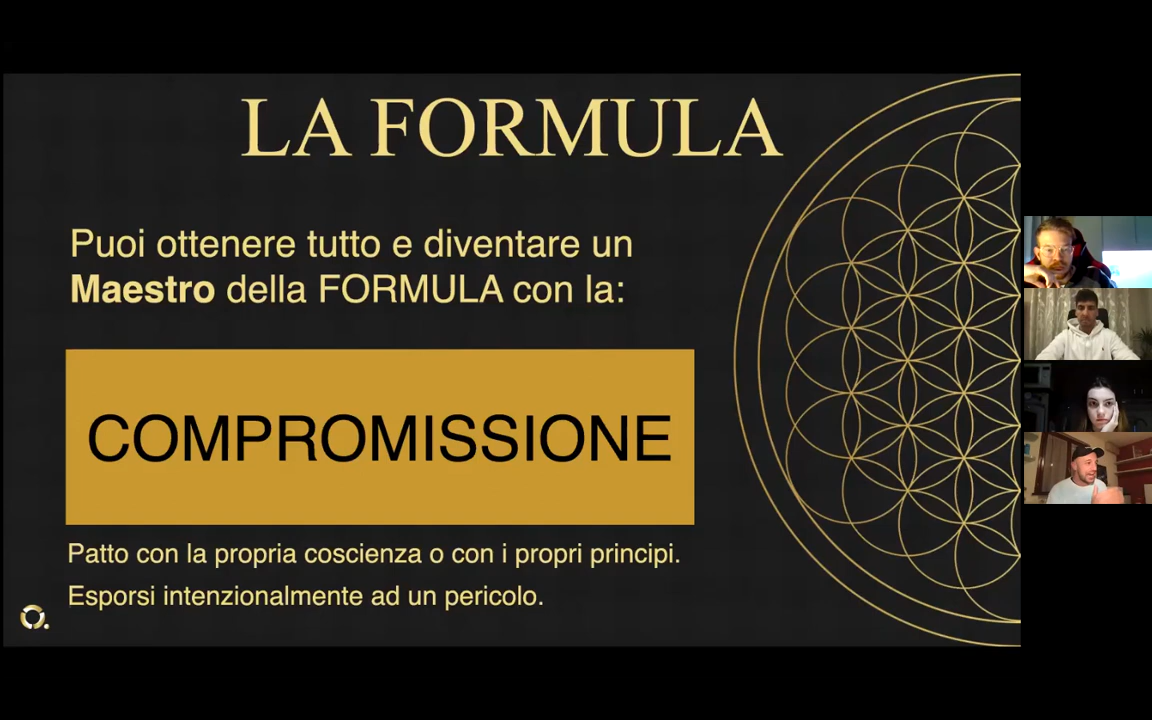 LA FORMULA
Puoi ottenere tutto e diventare un
Maestro della FORMULA con la:
COMPROMISSIONE
Patto con la propria coscienza o con i propri principi.
Esporsi intenzionalmente ad un pericolo.